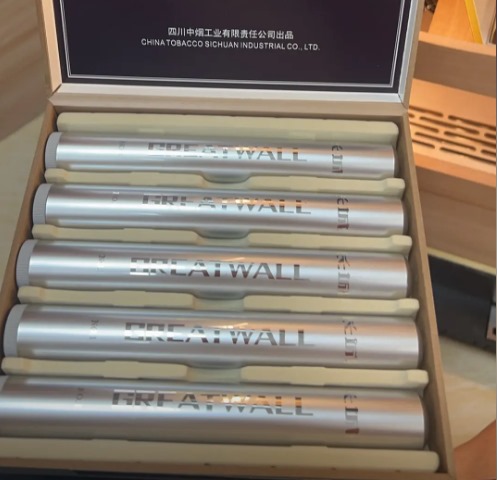 四川中烟工业有限责任公司出品
CHINA TOBACCO SICHUAN INDUSTRIAL CO., LTD.
GREATWALL
GREATWALL
GREATWALL
GREATWALL
GREATWALL